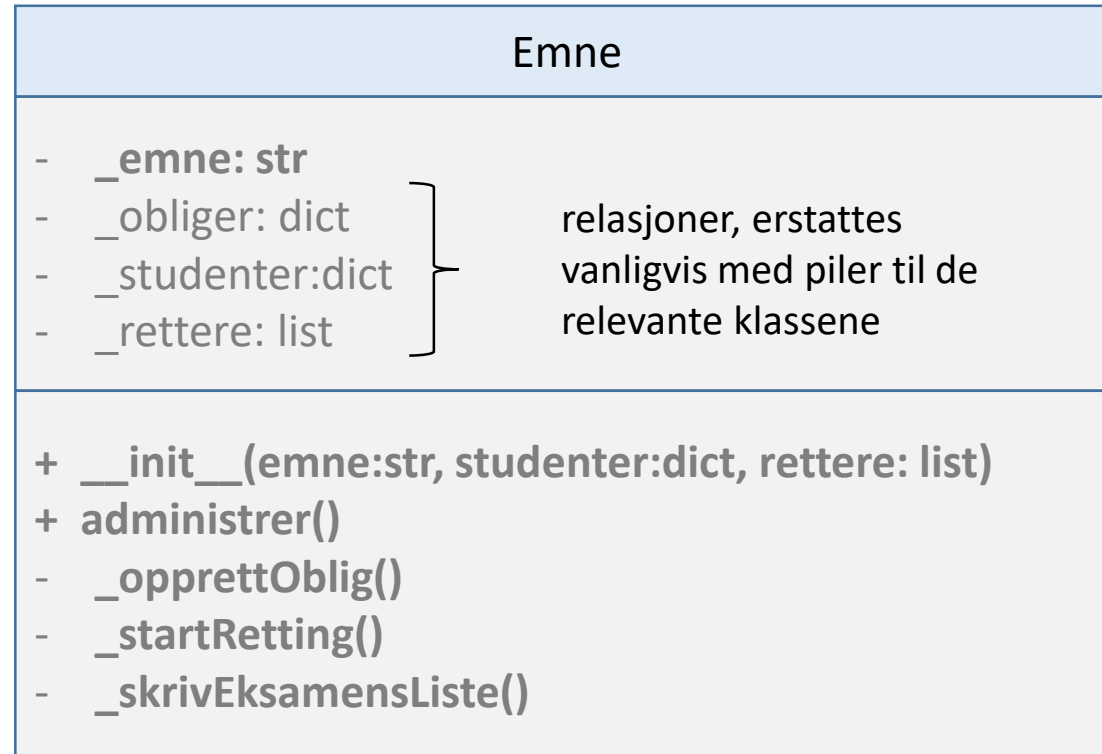 Emne
- _emne: str
- _obliger: dict
- _studenter:dict
- _rettere: list
relasjoner, erstattes
vanligvis med piler til de
relevante klassene
+ __init__(emne:str, studenter:dict, rettere: list)
+ administrer()
- _opprettOblig()
- _startRetting()
- _skrivEksamensListe()